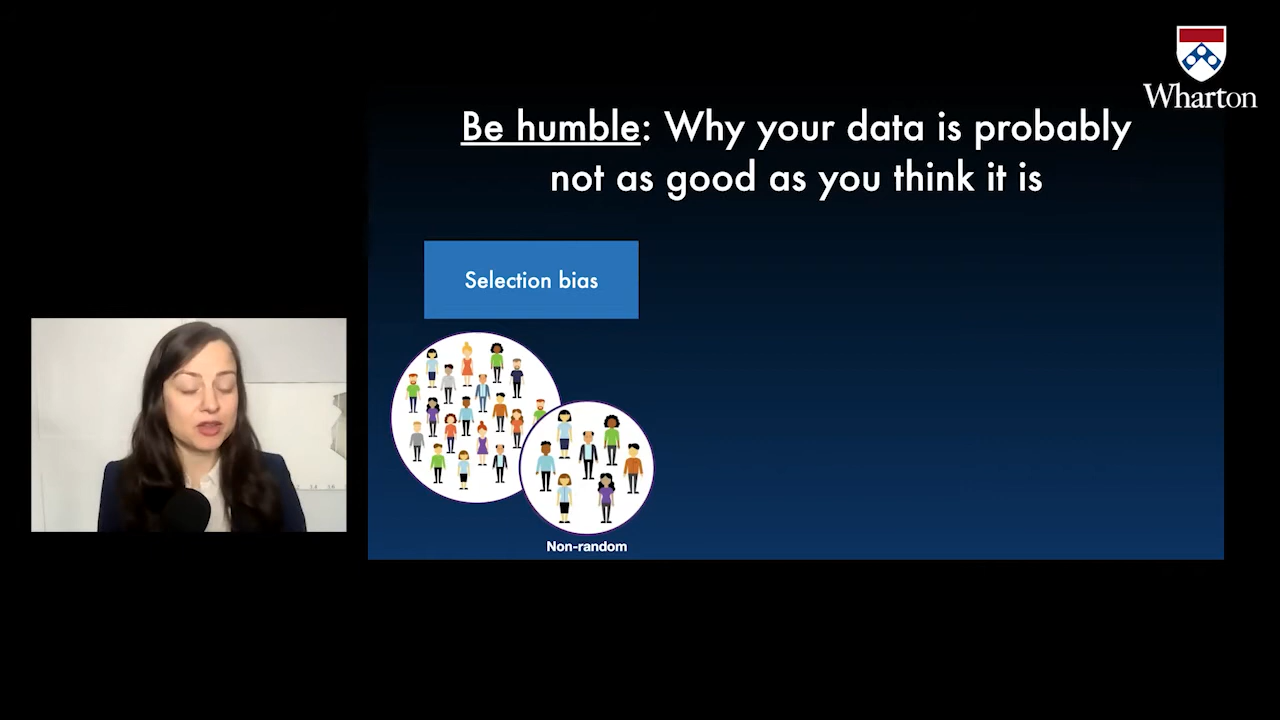 Wharton
Be humble: Why your data is probably
not as good as you think it is
Selection bias
Non-random